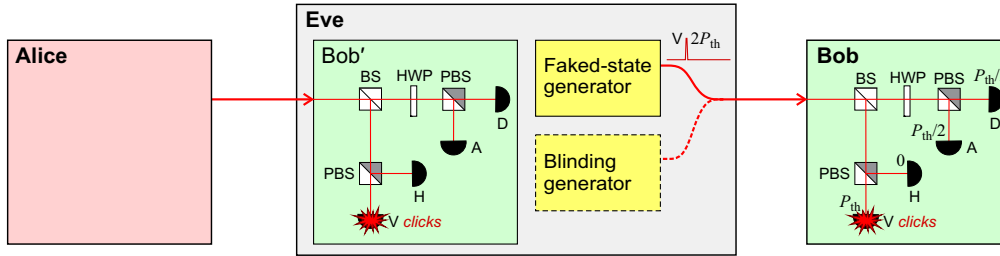 Alice
Eve
Bob′
BS
HWP
PBS
D
A
PBS
H
V clicks
Faked-state
generator
V
2Pth
Blinding
generator
Bob
BS
HWP
PBS
Pth/
D
Pth/2
A
PBS
0
H
Pth
V clicks